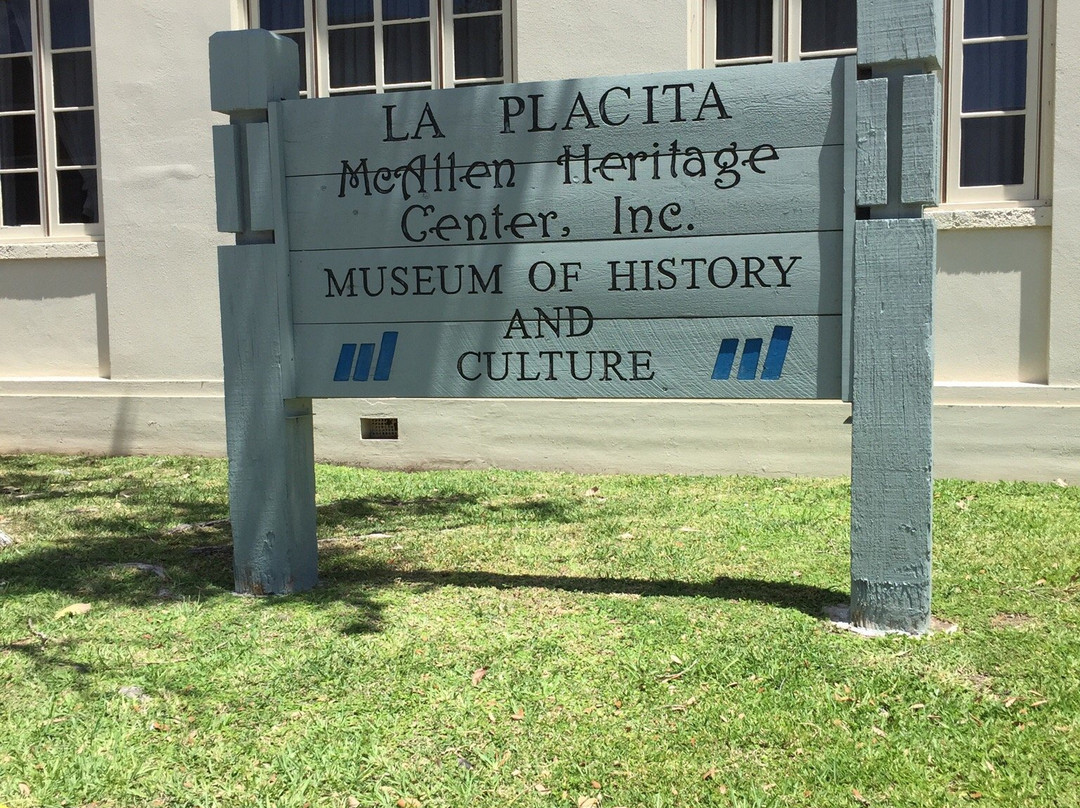 LA PLACITA
McAllen Heritage
Center, Inc.
MUSEUM OF HISTORY
AND
CULTURE